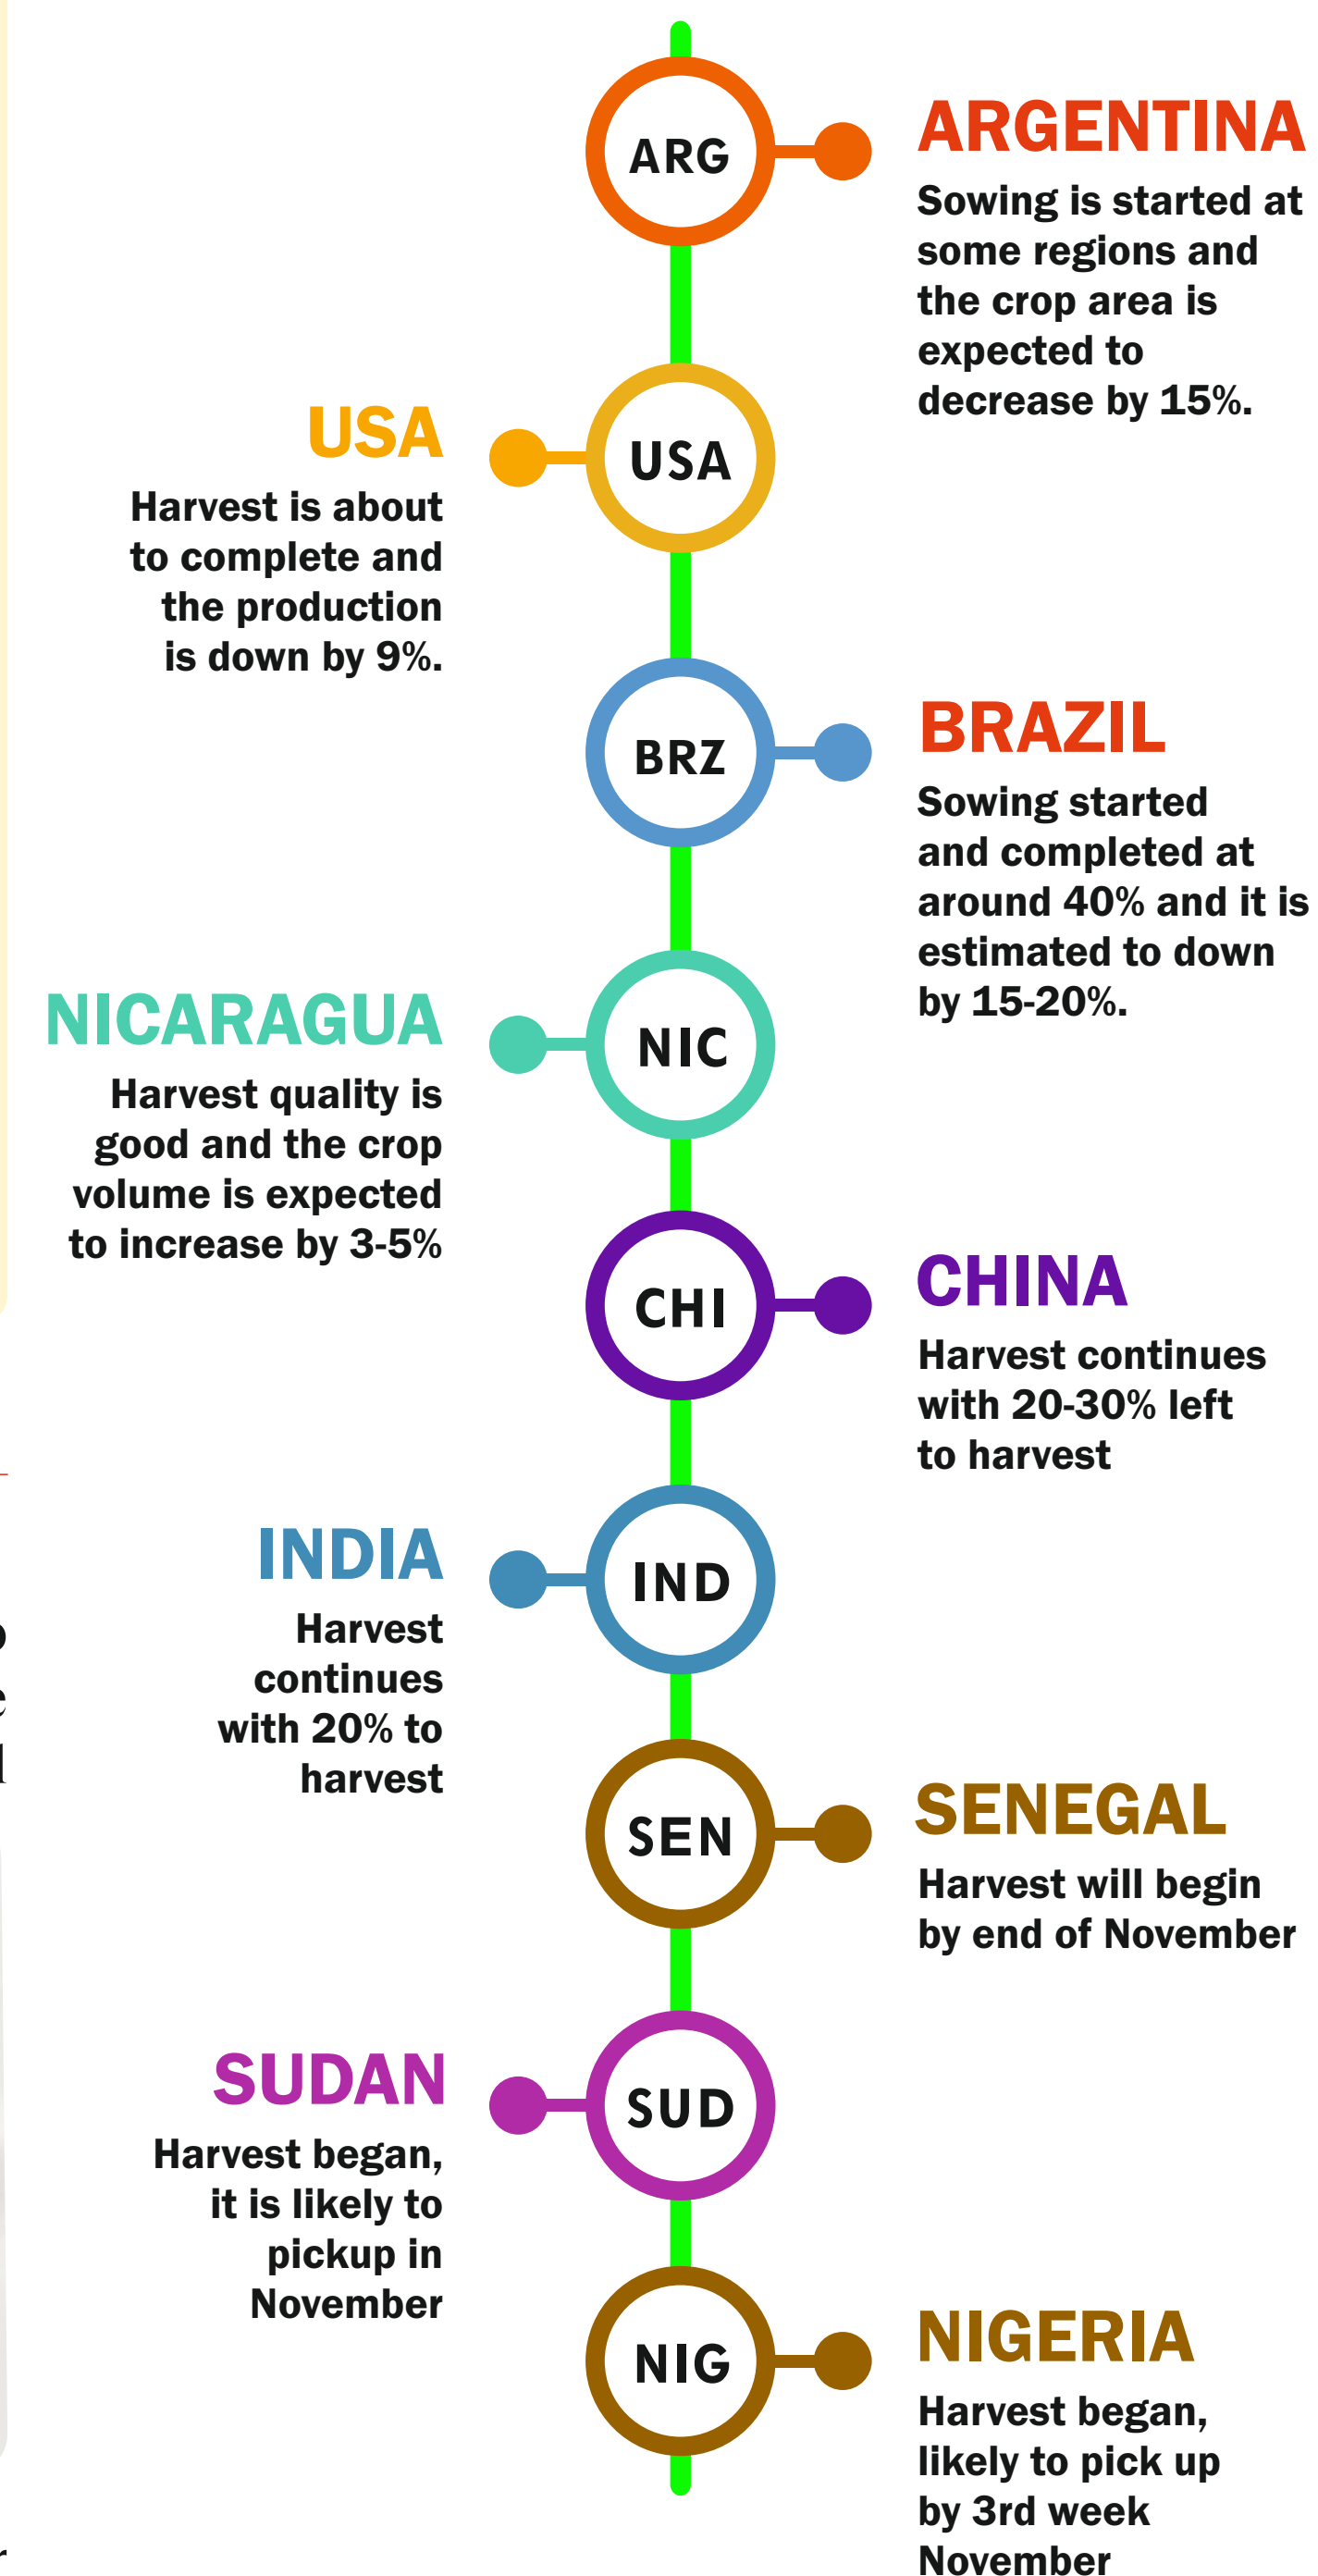 ARG
ARGENTINA
Sowing is started at
some regions and
the crop area is
expected to
decrease by 15%.
USA
USA
Harvest is about
to complete and
the production
is down by 9%.
BRZ
BRAZIL
Sowing started
and completed at
around 40% and it is
estimated to down
by 15-20%.
NIC
NICARAGUA
Harvest quality is
good and the crop
volume is expected
to increase by 3-5%
CHI
CHINA
Harvest continues
with 20-30% left
to harvest
IND
INDIA
Harvest
continues
with 20% to
harvest
SEN
SENEGAL
Harvest will begin
by end of November
SUD
SUDAN
Harvest began,
it is likely to
pickup in
November
NIG
NIGERIA
Harvest began,
likely to pick up
by 3rd week
November